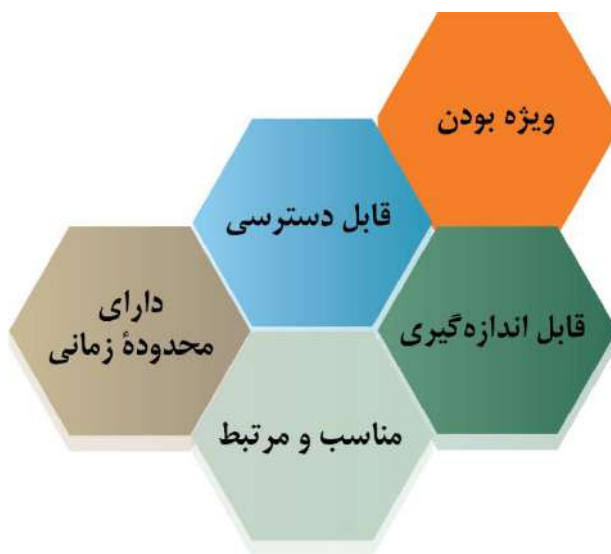 ویژه بودن
قابل دسترسی
قابل اندازه‌گیری
دارای
محدودهٔ زمانی
مناسب و مرتبط